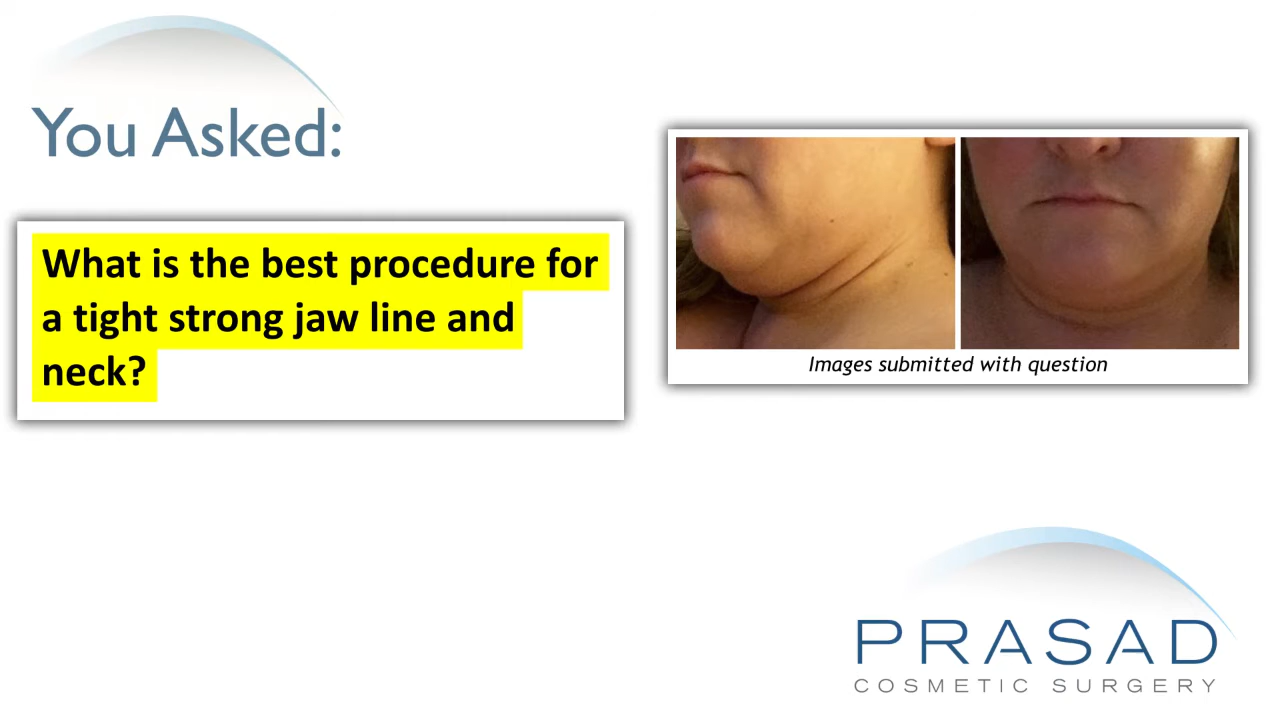 You Asked:
What is the best procedure for
a tight strong jaw line and
neck?
Images submitted with question
PRASAD
COSMETIC SURGERY